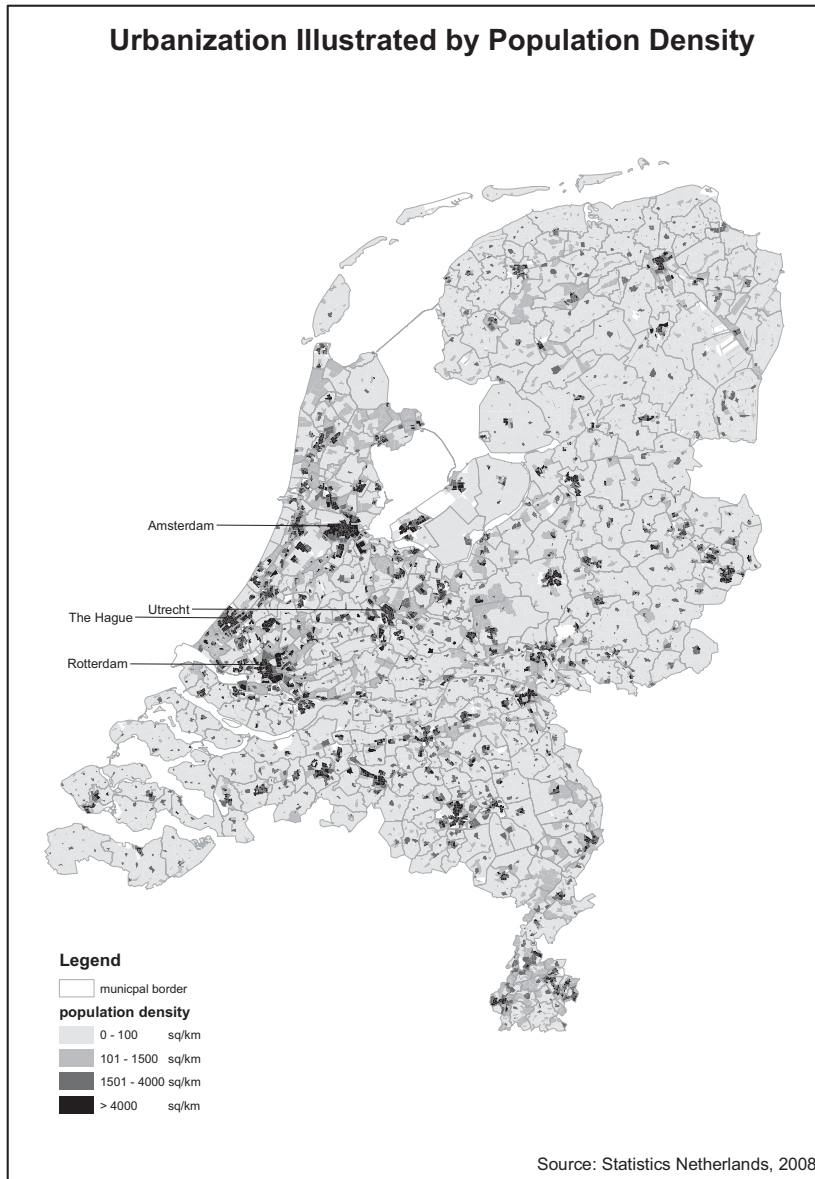 Urbanization Illustrated by Population Density
Amsterdam
Utrecht
The Hague
Rotterdam
Legend
municpal border
population density
0 - 100 sq/km
101 - 1500 sq/km
1501 - 4000 sq/km
> 4000 sq/km
Source: Statistics Netherlands, 2008